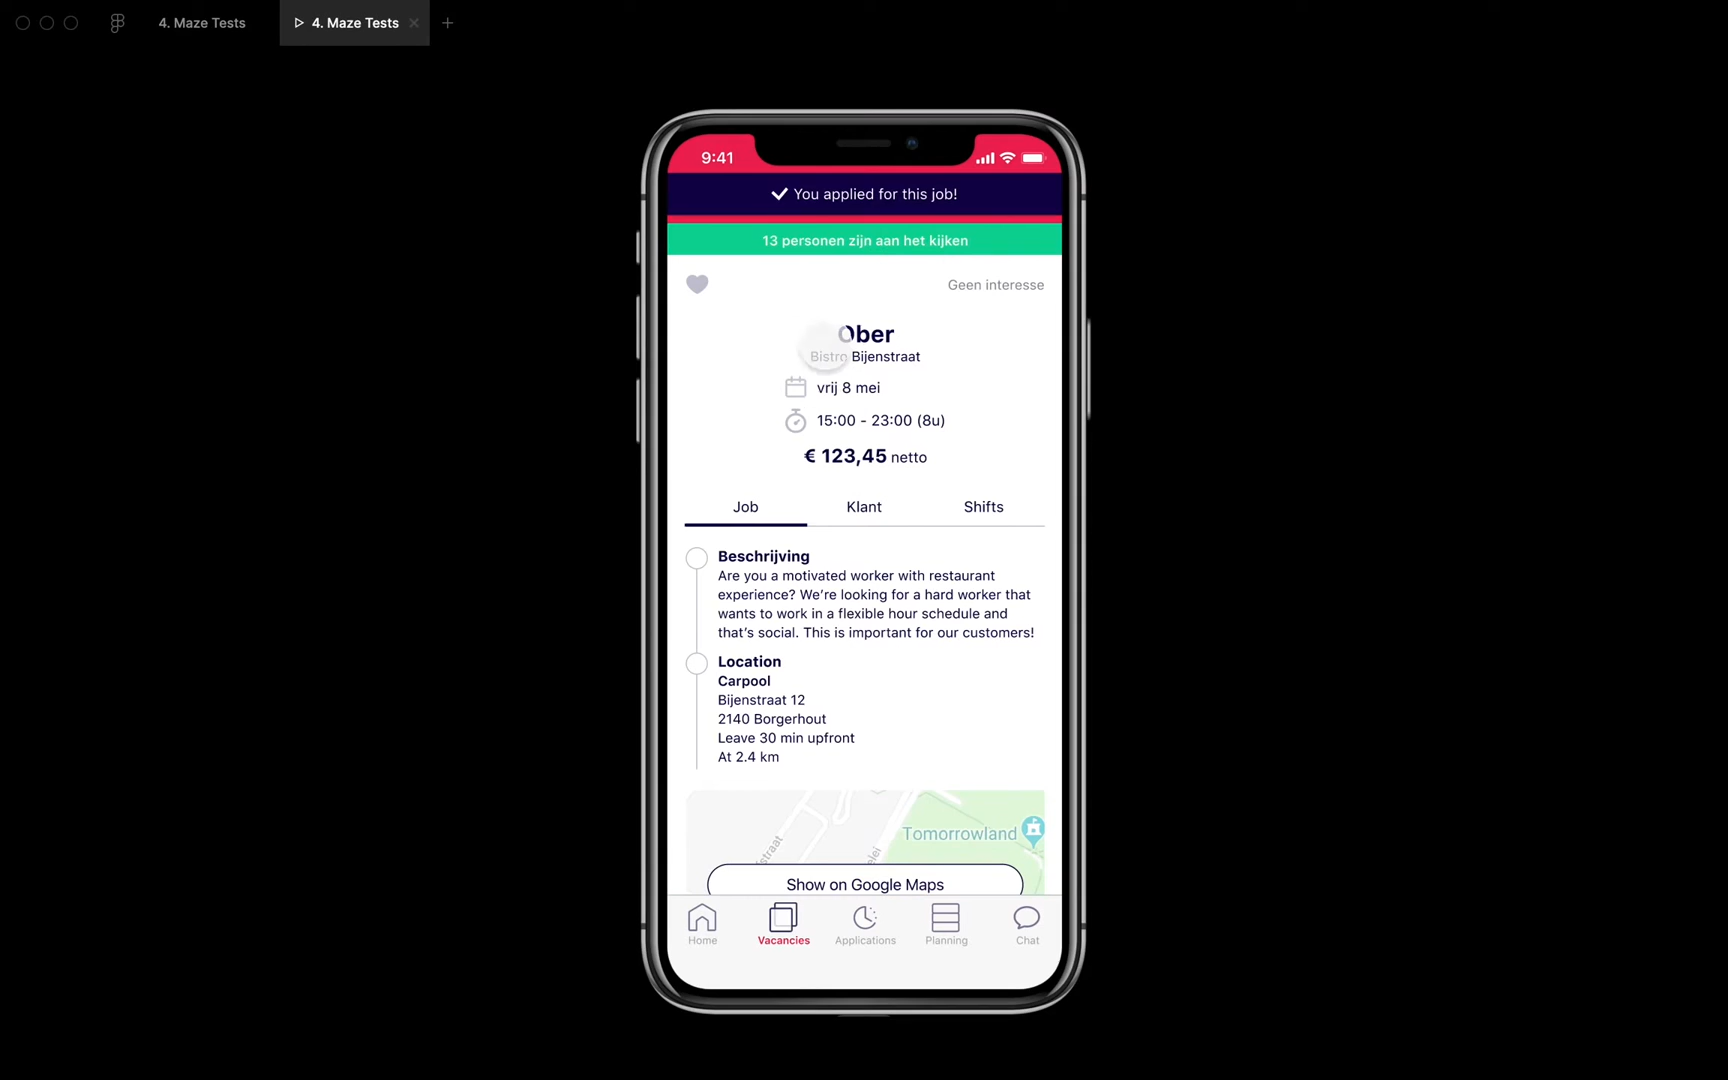 4. Maze Tests
4. Maze Tests
9:41
You applied for this job!
13 personen zijn aan het kijken
Geen interesse
Ober
Bistro Bijenstraat
vrij 8 mei
15:00 - 23:00 (8u)
€ 123,45 netto
Job
Klant
Shifts
Beschrijving
Are you a motivated worker with restaurant
experience? We're looking for a hard worker that
wants to work in a flexible hour schedule and
that's social. This is important for our customers!
Location
Carpool
Bijenstraat 12
2140 Borgerhout
Leave 30 min upfront
At 2.4 km
Tomorrowland
Show on Google Maps
Home
Vacancies
Applications
Planning
Chat